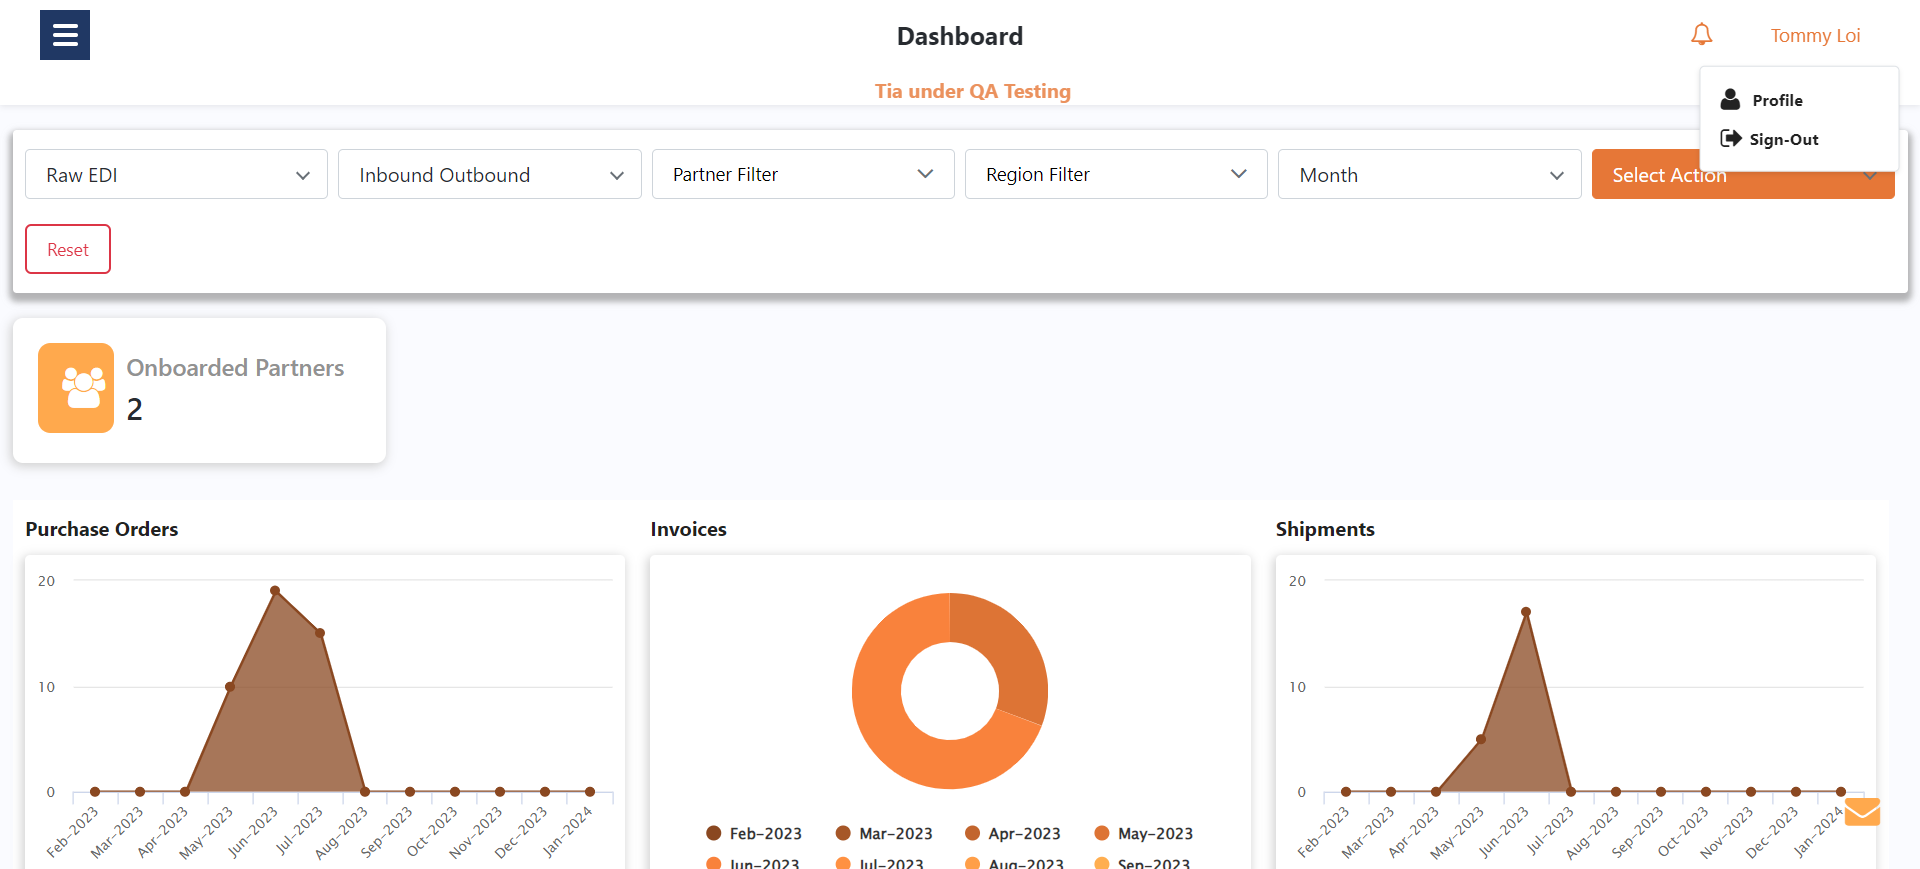 Dashboard
Tommy Loi
Tia under QA Testing
Profile
Sign-Out
Raw EDI
Inbound Outbound
Partner Filter
Region Filter
Month
Select Action
Reset
Onboarded Partners
2
Purchase Orders
20
10
0
Feb-2023
Mar-2023
Apr-2023
May-2023
Jun-2023
Jul-2023
Aug-2023
Sep-2023
Oct-2023
Nov-2023
Dec-2023
Jan-2024
Invoices
Feb-2023 Mar-2023 Apr-2023 May-2023
Jun-2023 Jul-2023 Aug-2023 Sep-2023
Shipments
20
10
0
Feb-2023
Mar-2023
Apr-2023
May-2023
Jun-2023
Jul-2023
Aug-2023
Sep-2023
Oct-2023
Nov-2023
Dec-2023
Jan-2024